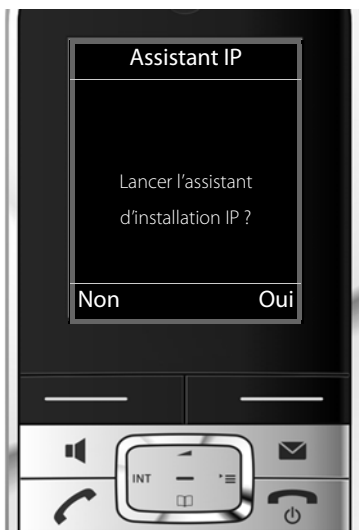 Assistant IP
Lancer l’assistant
d’installation IP ?
Non Oui
INT